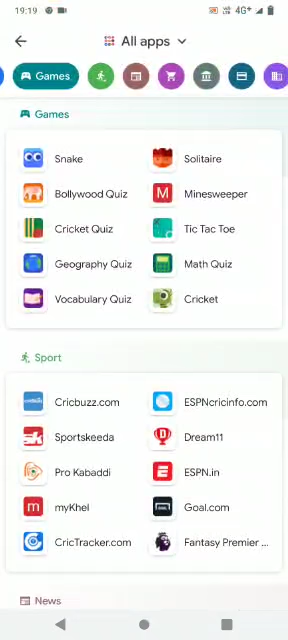 19:19 4G+
All apps
Games
Games
Snake Solitaire
Bollywood Quiz Minesweeper
Cricket Quiz Tic Tac Toe
Geography Quiz Math Quiz
Vocabulary Quiz Cricket
Sport
Cricbuzz.com ESPNcricinfo.com
Sportskeeda Dream11
Pro Kabaddi ESPN.in
myKhel Goal.com
CricTracker.com Fantasy Premier ...
News